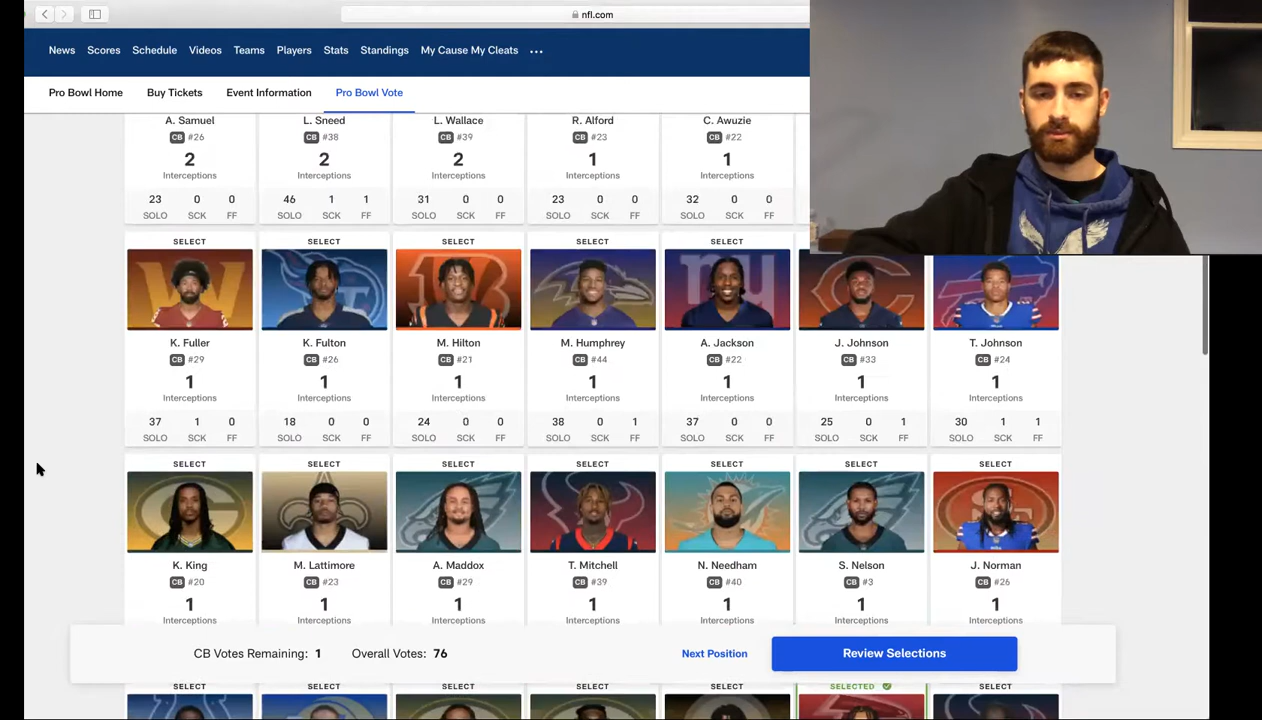 nfl.com
News Scores Schedule Videos Teams Players Stats Standings My Cause My Cleats ...
Pro Bowl Home Buy Tickets Event Information Pro Bowl Vote
A. Samuel L. Sneed L. Wallace R. Alford C. Awuzie
CB #26 CB #38 CB #39 CB #23 CB #22
2 2 2 1 1
Interceptions Interceptions Interceptions Interceptions Interceptions
23 0 0 46 1 1 31 0 0 23 0 0 32 0 0
SOLO SCK FF SOLO SCK FF SOLO SCK FF SOLO SCK FF SOLO SCK FF
SELECT SELECT SELECT SELECT SELECT
K. Fuller K. Fulton M. Hilton M. Humphrey A. Jackson J. Johnson T. Johnson
CB #29 CB #26 CB #21 CB #44 CB #22 CB #33 CB #24
1 1 1 1 1 1 1
Interceptions Interceptions Interceptions Interceptions Interceptions Interceptions Interceptions
37 1 0 18 0 0 24 0 0 38 0 1 37 0 0 25 0 1 30 1 1
SOLO SCK FF SOLO SCK FF SOLO SCK FF SOLO SCK FF SOLO SCK FF SOLO SCK FF SOLO SCK FF
SELECT SELECT SELECT SELECT SELECT SELECT SELECT
K. King M. Lattimore A. Maddox T. Mitchell N. Needham S. Nelson J. Norman
CB #20 CB #23 CB #29 CB #39 CB #40 CB #3 CB #26
1 1 1 1 1 1 1
Interceptions Interceptions Interceptions Interceptions Interceptions Interceptions Interceptions
CB Votes Remaining: 1 Overall Votes: 76 Next Position Review Selections
SELECT SELECT SELECT SELECT SELECT SELECTED SELECT